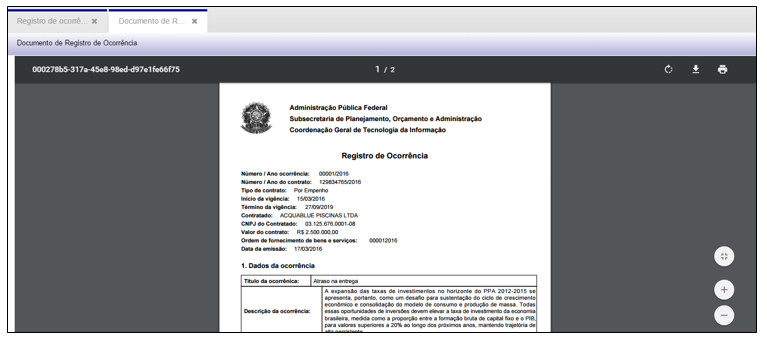 Registro de ocorrê... ✖ Documento de R... ✖
Documento de Registro de Ocorrência
000278b5-317a-45e8-98ed-d97e1fe66f75 1 / 2
Administração Pública Federal
Subsecretaria de Planejamento, Orçamento e Administração
Coordenação Geral de Tecnologia da Informação
Registro de Ocorrência
Número / Ano ocorrência: 00001/2016
Número / Ano do contrato: 129834765/2016
Tipo de contrato: Por Empenho
Início da vigência: 15/03/2016
Término da vigência: 27/09/2019
Contratado: ACQUABLUE PISCINAS LTDA
CNPJ do Contratado: 03.125.676.0001-08
Valor do contrato: R$ 2.500.000,00
Ordem de fornecimento de bens e serviços: 000012016
Data da emissão: 17/03/2016
1. Dados da ocorrência
Título da ocorrênica: Atraso na entrega
Descrição da ocorrência:
A expansão das taxas de investimentos no horizonte do PPA 2012-2015 se
apresenta, portanto, como um desafio para sustentação do ciclo de crescimento
econômico e consolidação do modelo de consumo e produção de massa. Todas
essas oportunidades de inversões devem elevar a taxa de investimento da economia
brasileira, medida como a proporção entre a formação bruta de capital fixo e o PIB,
para valores superiores a 20% ao longo dos próximos anos, mantendo trajetória de